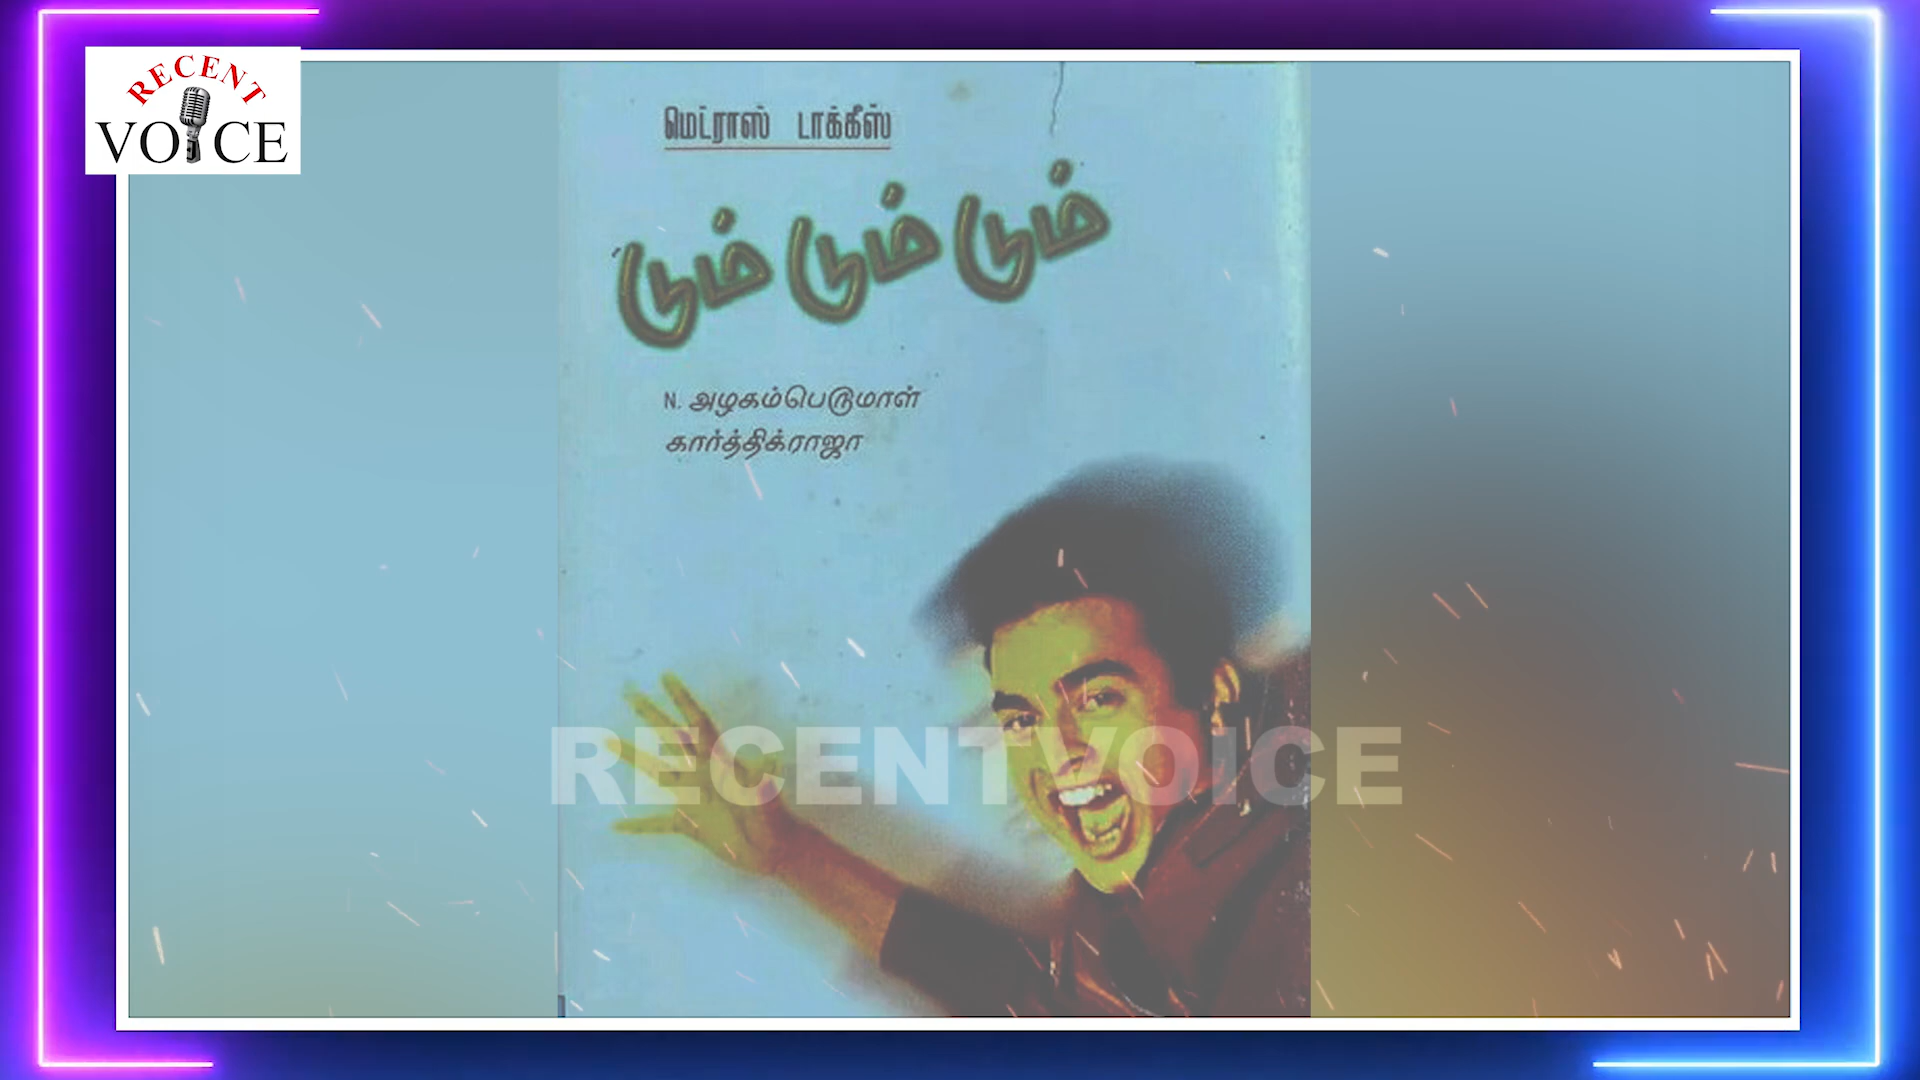 RECENT
VOICE
மெட்ராஸ் டாக்கீஸ்
டும் டும் டும்
N. அழகம்பெருமாள்
கார்த்திக்ராஜா
RECENTVOICE